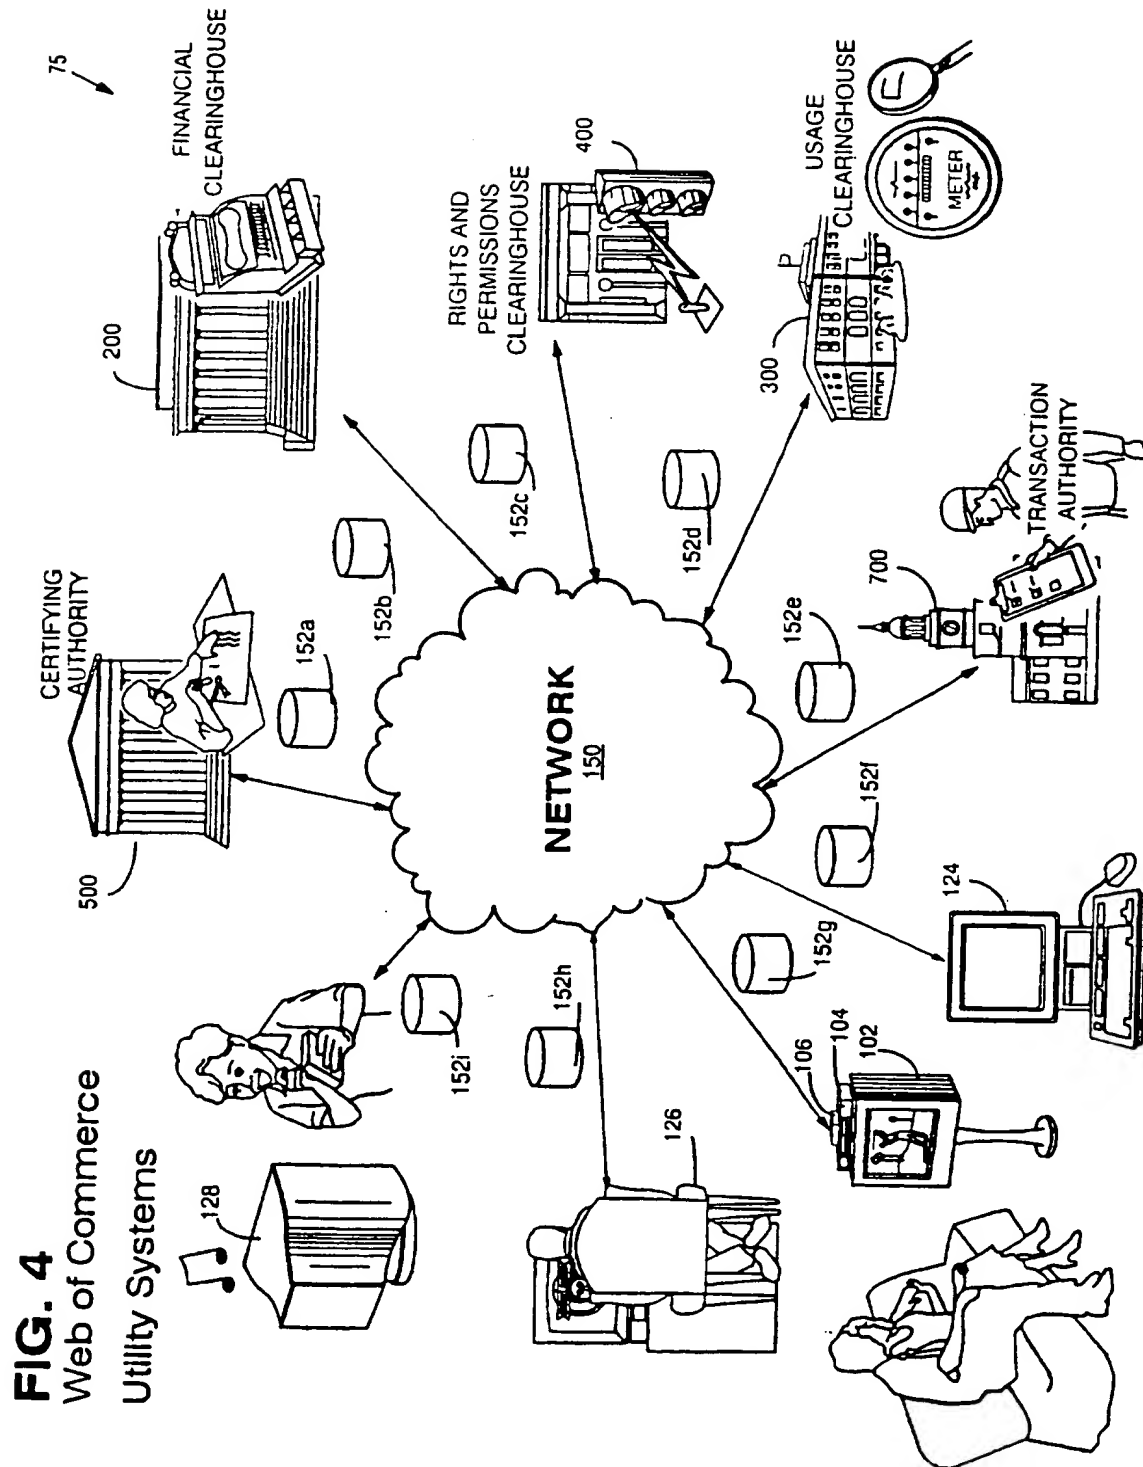 FIG. 4
Web of Commerce
Utility Systems
75
CERTIFYING
AUTHORITY
500
200
FINANCIAL
CLEARINGHOUSE
RIGHTS AND
PERMISSIONS
CLEARINGHOUSE
400
USAGE
CLEARINGHOUSE
300
METER
P L
TRANSACTION
AUTHORITY
700
NETWORK
150
152a
152b
152c
152d
152e
152f
152g
152h
152i
128
126
106
104
102
124